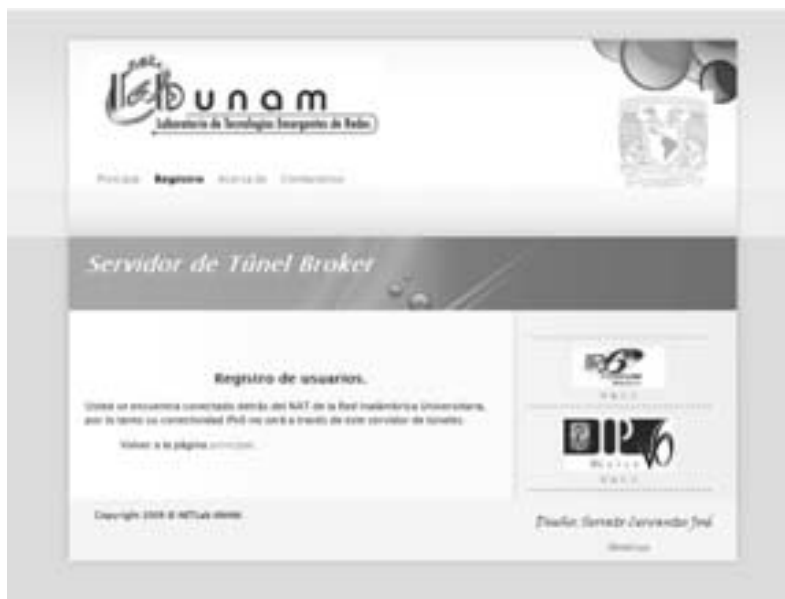 unam
Laboratorio de Tecnologías Emergentes de Redes
Principal Registro Acerca de Contáctenos
Servidor de Túnel Broker
Registro de usuarios.
Usted se encuentra conectado detrás del NAT de la Red Inalámbrica Universitaria,
por lo tanto su conectividad IPv6 no será a través de este servidor de túneles.
Volver a la página principal.
IPv6
Copyright 2009 © NETLab UNAM